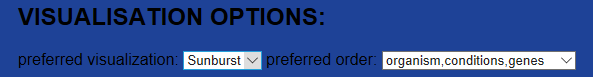 VISUALISATION OPTIONS:
preferred visualization: Sunburst preferred order: organism,conditions,genes